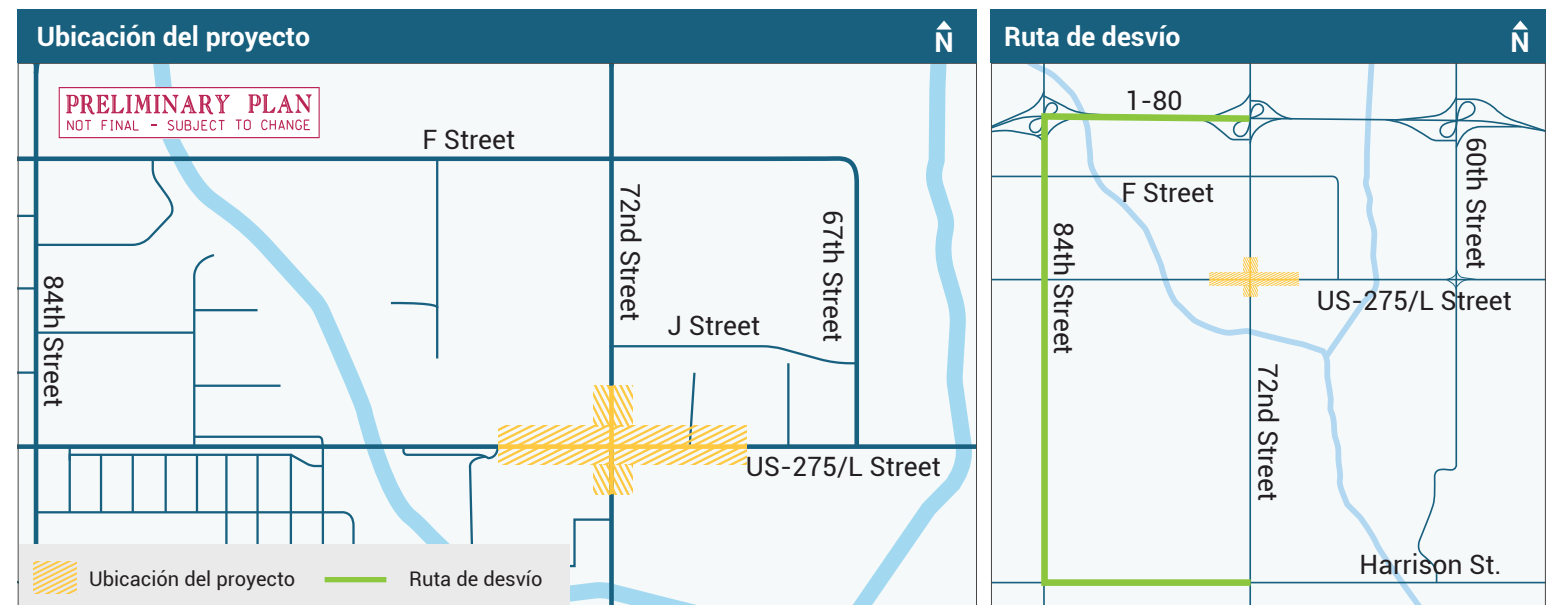 Ubicación del proyecto
N
PRELIMINARY PLAN
NOT FINAL - SUBJECT TO CHANGE
F Street
72nd Street
67th Street
84th Street
J Street
US-275/L Street
Ubicación del proyecto
Ruta de desvío
Ruta de desvío
N
1-80
60th Street
F Street
84th Street
US-275/L Street
72nd Street
Harrison St.